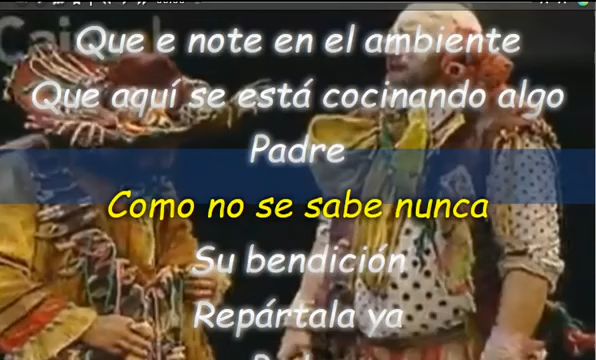 Que e note en el ambiente
Que aquí se está cocinando algo
Padre
Como no se sabe nunca
Su bendición
Repártala ya